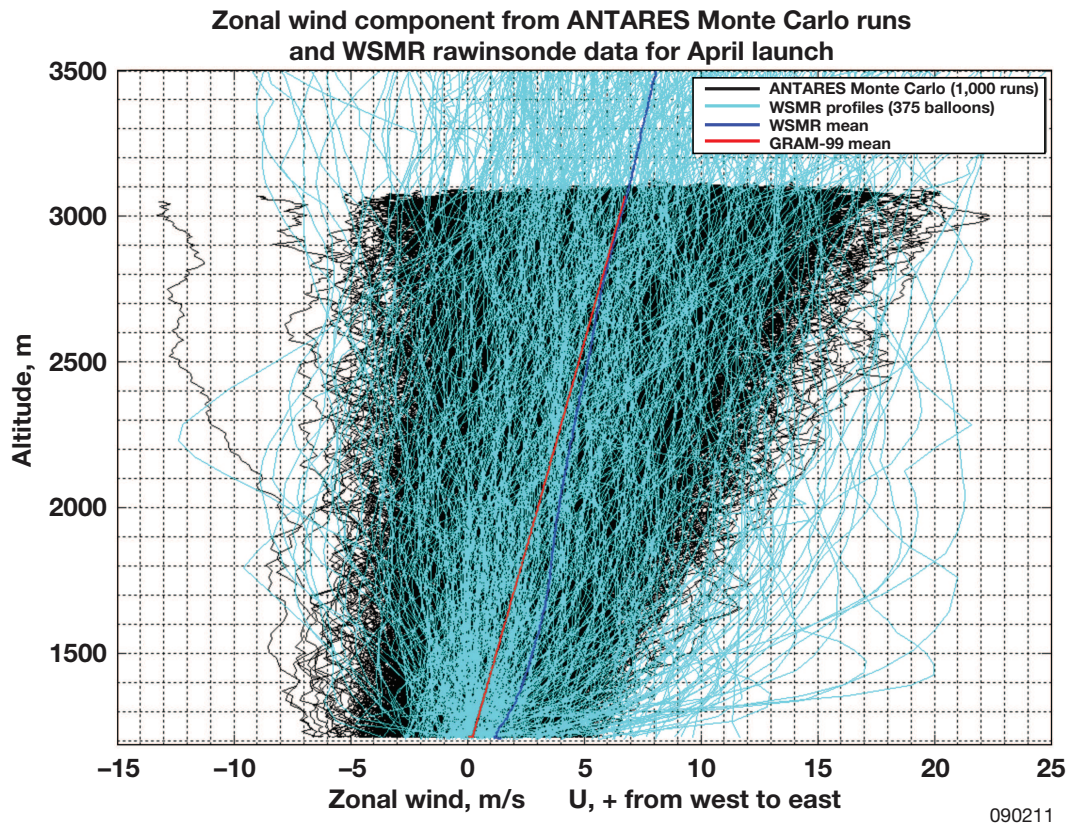 Zonal wind component from ANTARES Monte Carlo runs
and WSMR rawinsonde data for April launch
3500
ANTARES Monte Carlo (1,000 runs)
WSMR profiles (375 balloons)
WSMR mean
GRAM-99 mean
3000
2500
2000
1500
Altitude, m
−15 −10 −5 0 5 10 15 20 25
Zonal wind, m/s U, + from west to east
090211